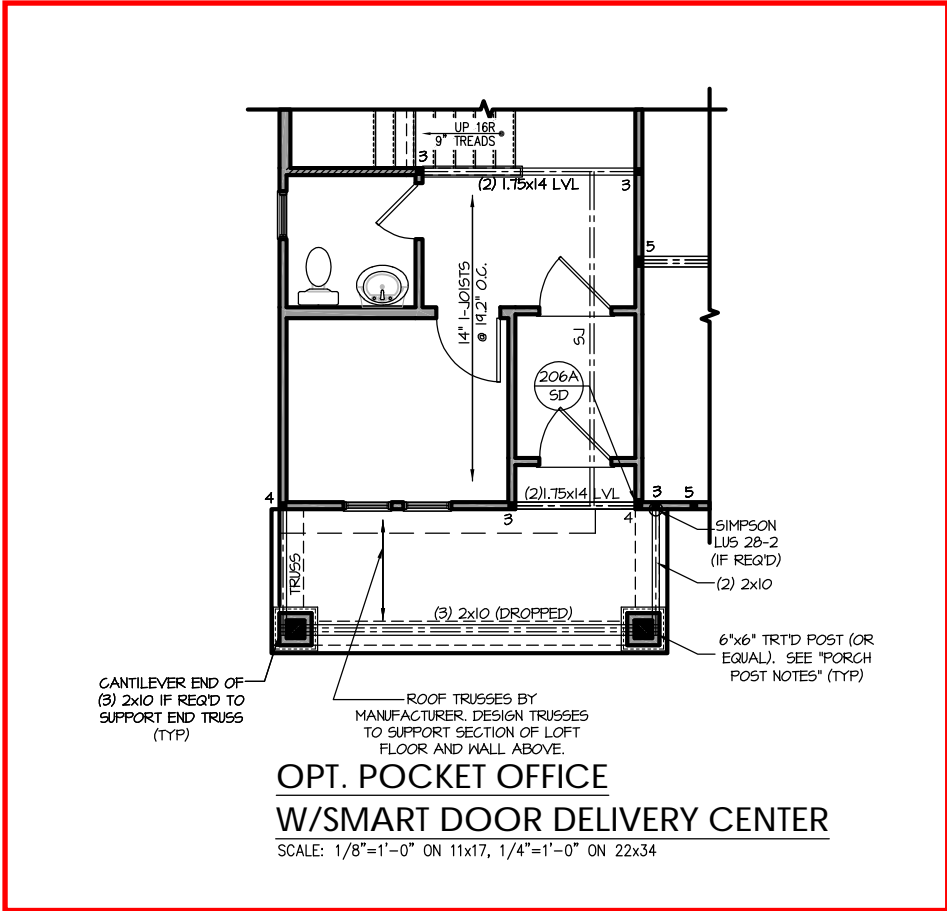 UP 16R
9" TREADS
3
(2) 1.75x14 LVL
3
5
14" I-JOISTS
@ 19.2" O.C.
SJ
206A
SD
4
(2)1.75x14 LVL
3
5
3
4
SIMPSON
LUS 28-2
(IF REQ'D)
(2) 2x10
TRUSS
(3) 2x10 (DROPPED)
6"x6" TRT'D POST (OR
EQUAL). SEE "PORCH
POST NOTES" (TYP)
CANTILEVER END OF
(3) 2x10 IF REQ'D TO
SUPPORT END TRUSS
(TYP)
ROOF TRUSSES BY
MANUFACTURER. DESIGN TRUSSES
TO SUPPORT SECTION OF LOFT
FLOOR AND WALL ABOVE.
OPT. POCKET OFFICE
W/SMART DOOR DELIVERY CENTER
SCALE: 1/8"=1'-0" ON 11x17, 1/4"=1'-0" ON 22x34